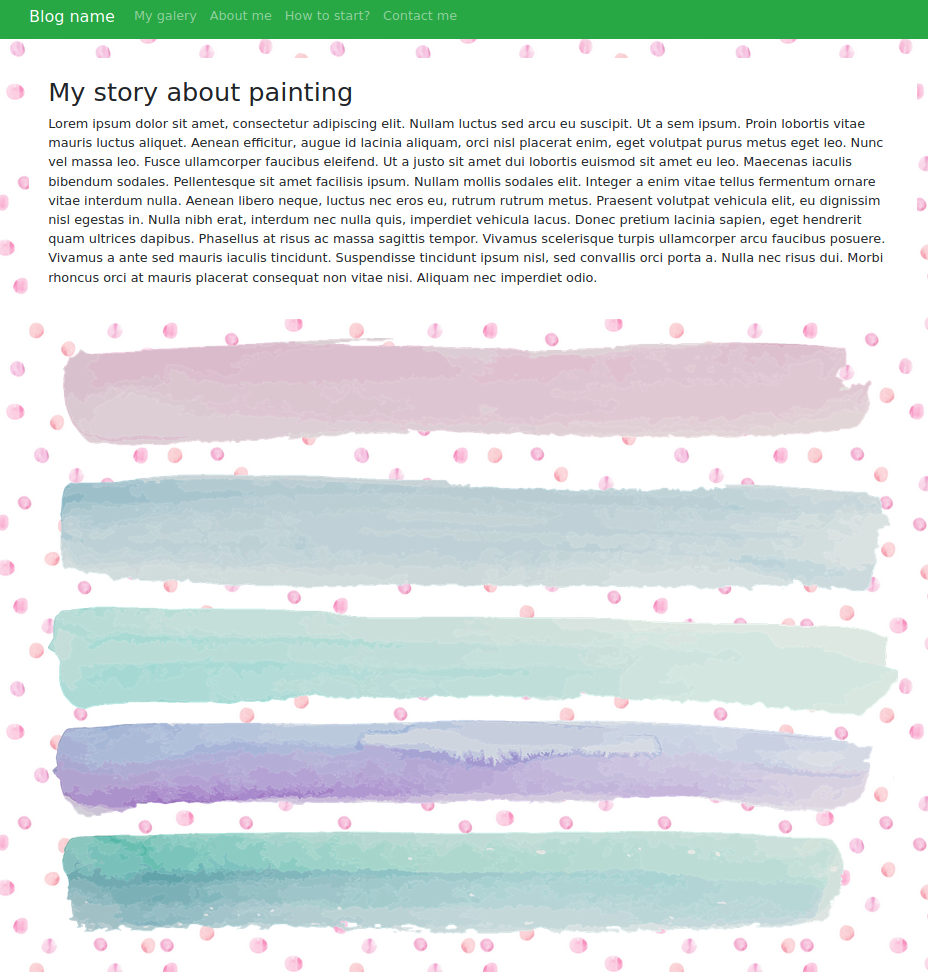 Blog name My galery About me How to start? Contact me
My story about painting
Lorem ipsum dolor sit amet, consectetur adipiscing elit. Nullam luctus sed arcu eu suscipit. Ut a sem ipsum. Proin lobortis vitae
mauris luctus aliquet. Aenean efficitur, augue id lacinia aliquam, orci nisl placerat enim, eget volutpat purus metus eget leo. Nunc
vel massa leo. Fusce ullamcorper faucibus eleifend. Ut a justo sit amet dui lobortis euismod sit amet eu leo. Maecenas iaculis
bibendum sodales. Pellentesque sit amet facilisis ipsum. Nullam mollis sodales elit. Integer a enim vitae tellus fermentum ornare
vitae interdum nulla. Aenean libero neque, luctus nec eros eu, rutrum rutrum metus. Praesent volutpat vehicula elit, eu dignissim
nisl egestas in. Nulla nibh erat, interdum nec nulla quis, imperdiet vehicula lacus. Donec pretium lacinia sapien, eget hendrerit
quam ultrices dapibus. Phasellus at risus ac massa sagittis tempor. Vivamus scelerisque turpis ullamcorper arcu faucibus posuere.
Vivamus a ante sed mauris iaculis tincidunt. Suspendisse tincidunt ipsum nisl, sed convallis orci porta a. Nulla nec risus dui. Morbi
rhoncus orci at mauris placerat consequat non vitae nisi. Aliquam nec imperdiet odio.